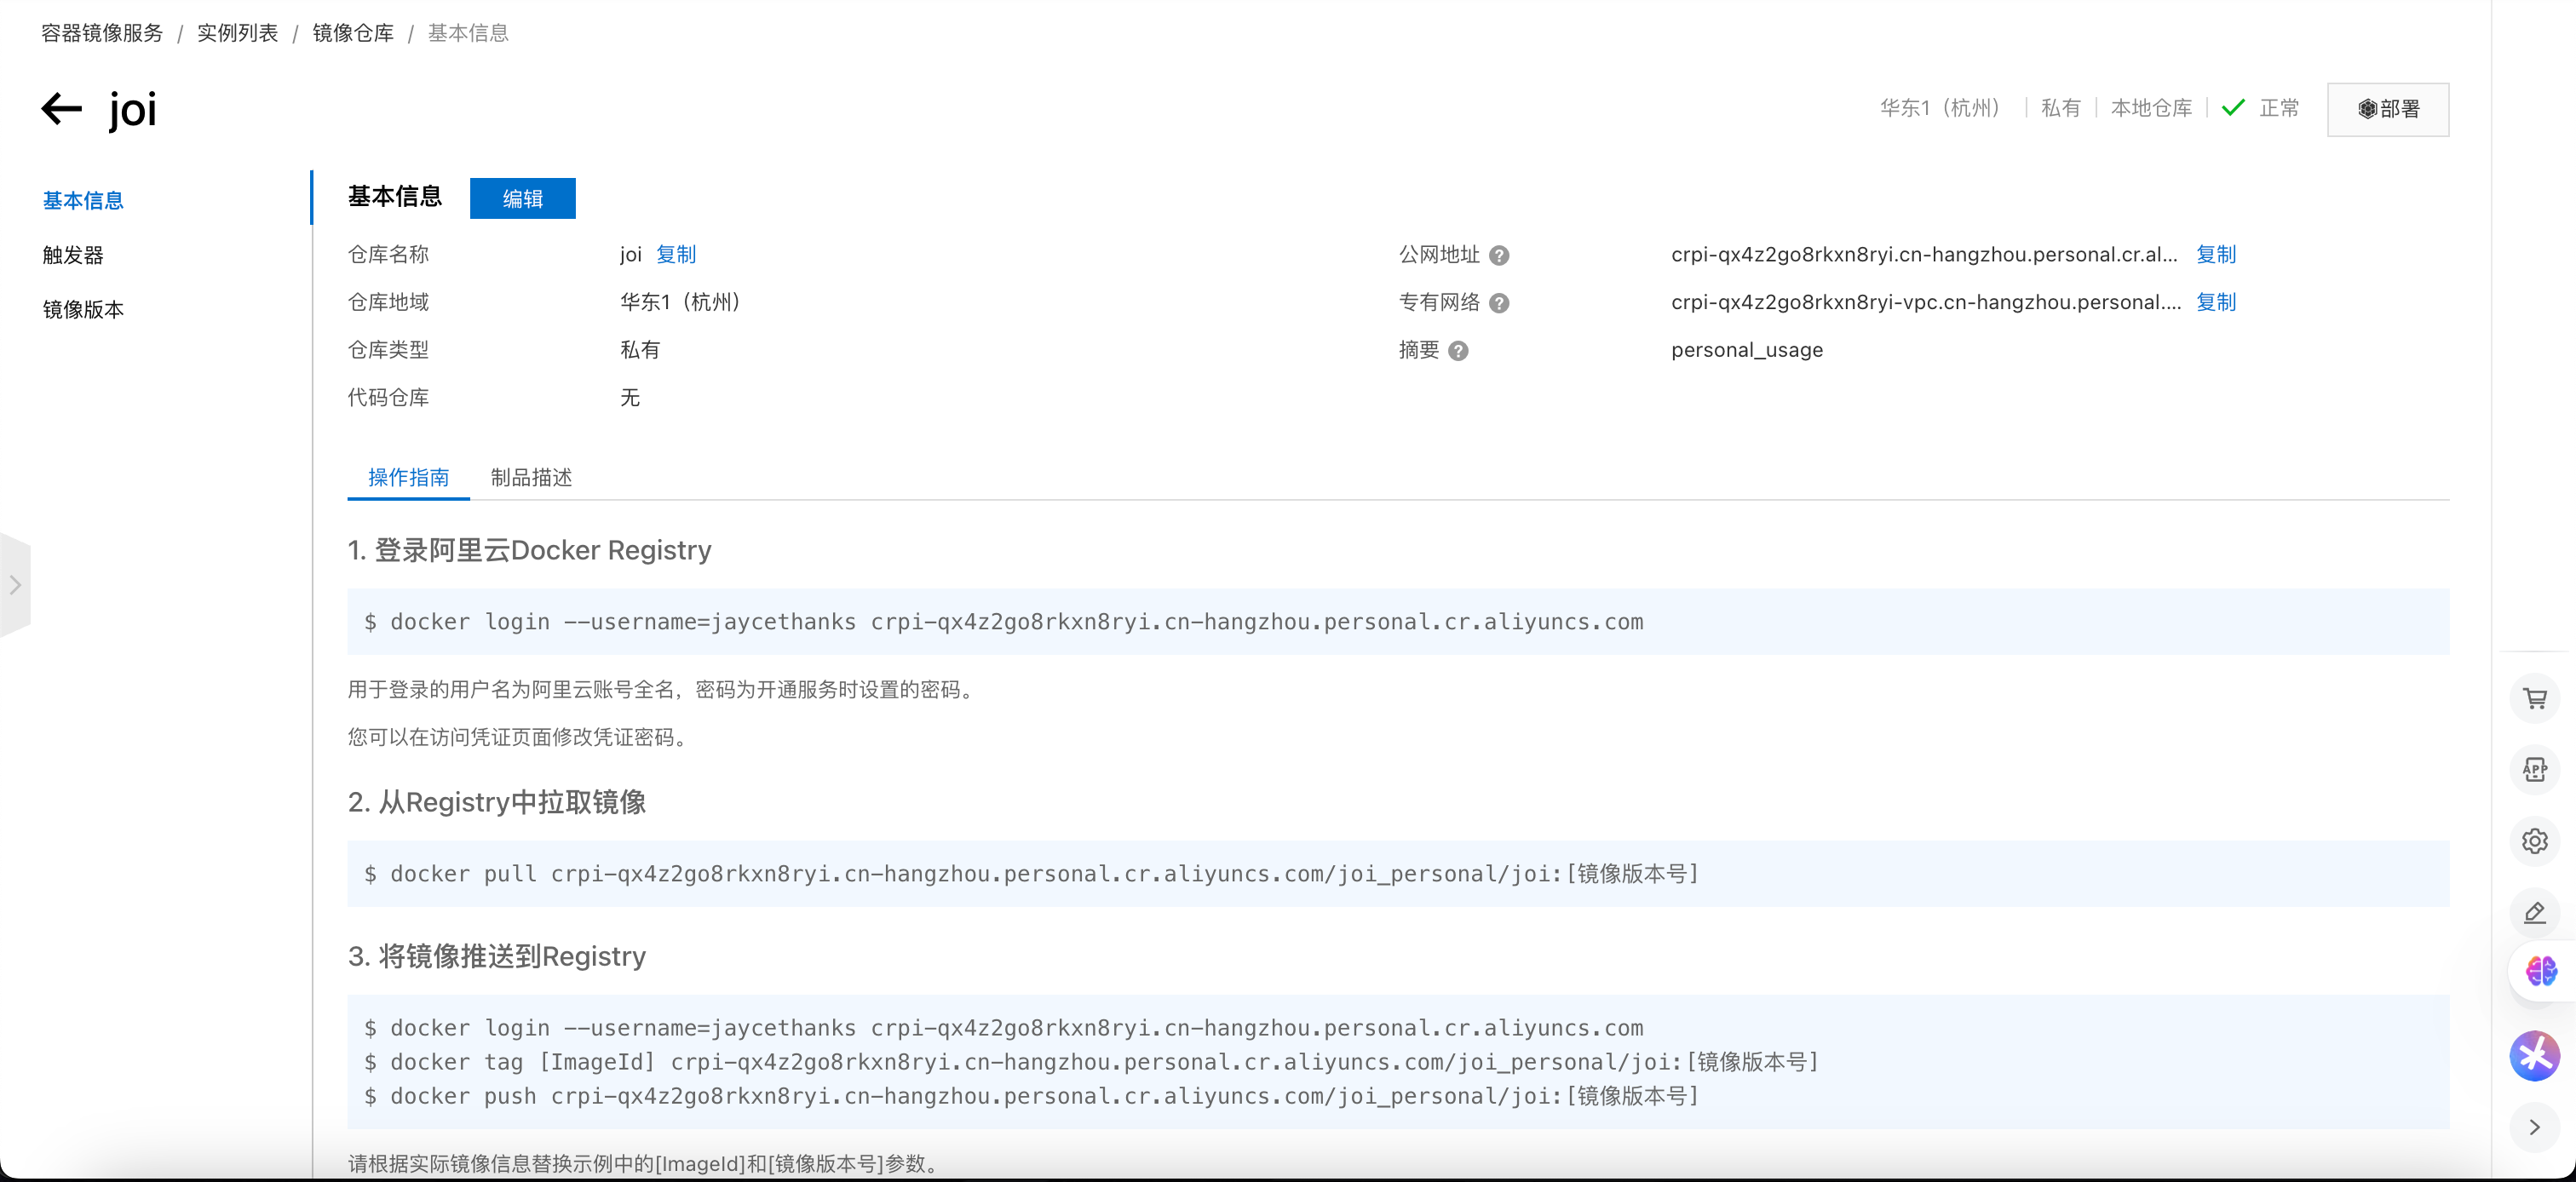 容器镜像服务 / 实例列表 / 镜像仓库 / 基本信息
joi
华东1（杭州） 私有 本地仓库 正常 部署
基本信息
触发器
镜像版本
基本信息 编辑
仓库名称 joi 复制
公网地址 ? crpi-qx4z2go8rkxn8ryi.cn-hangzhou.personal.cr.al... 复制
仓库地域 华东1（杭州）
专有网络 ? crpi-qx4z2go8rkxn8ryi-vpc.cn-hangzhou.personal.... 复制
仓库类型 私有
摘要 ? personal_usage
代码仓库 无
操作指南 制品描述
1. 登录阿里云Docker Registry
$ docker login --username=jaycethanks crpi-qx4z2go8rkxn8ryi.cn-hangzhou.personal.cr.aliyuncs.com
用于登录的用户名为阿里云账号全名，密码为开通服务时设置的密码。
您可以在访问凭证页面修改凭证密码。
2. 从Registry中拉取镜像
$ docker pull crpi-qx4z2go8rkxn8ryi.cn-hangzhou.personal.cr.aliyuncs.com/joi_personal/joi:[镜像版本号]
3. 将镜像推送到Registry
$ docker login --username=jaycethanks crpi-qx4z2go8rkxn8ryi.cn-hangzhou.personal.cr.aliyuncs.com
$ docker tag [ImageId] crpi-qx4z2go8rkxn8ryi.cn-hangzhou.personal.cr.aliyuncs.com/joi_personal/joi:[镜像版本号]
$ docker push crpi-qx4z2go8rkxn8ryi.cn-hangzhou.personal.cr.aliyuncs.com/joi_personal/joi:[镜像版本号]
请根据实际镜像信息替换示例中的[ImageId]和[镜像版本号]参数。
APP